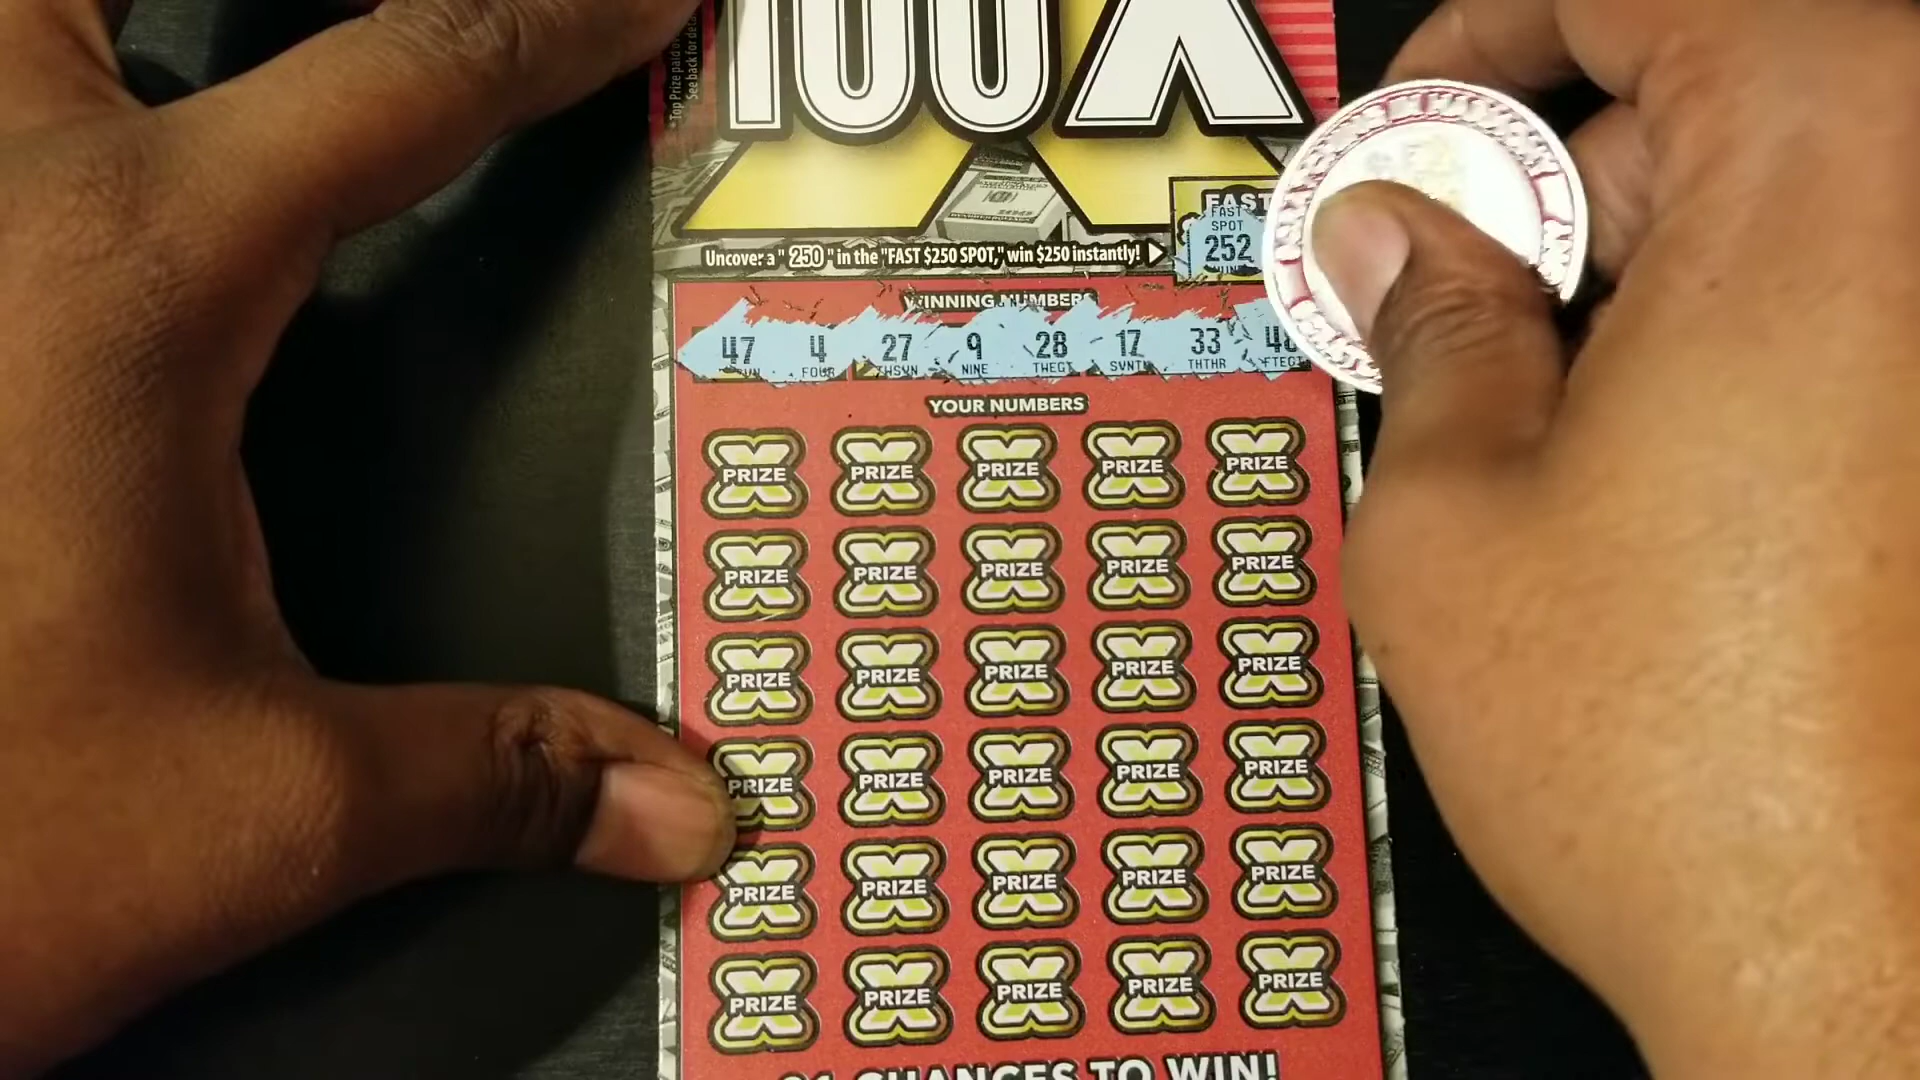 100X
*Top Prize paid
See back for
FAST
FAST
SPOT
252
Uncover a "250" in the "FAST $250 SPOT," win $250 instantly!
WINNING NUMBERS
47 4 27 9 28 17 33
FOUR THSVN NINE THEGT SVNT THTHR FTEGT
YOUR NUMBERS
PRIZE PRIZE PRIZE PRIZE PRIZE
PRIZE PRIZE PRIZE PRIZE PRIZE
PRIZE PRIZE PRIZE PRIZE PRIZE
PRIZE PRIZE PRIZE PRIZE PRIZE
PRIZE PRIZE PRIZE PRIZE PRIZE
PRIZE PRIZE PRIZE PRIZE PRIZE
CHANCES TO WIN!